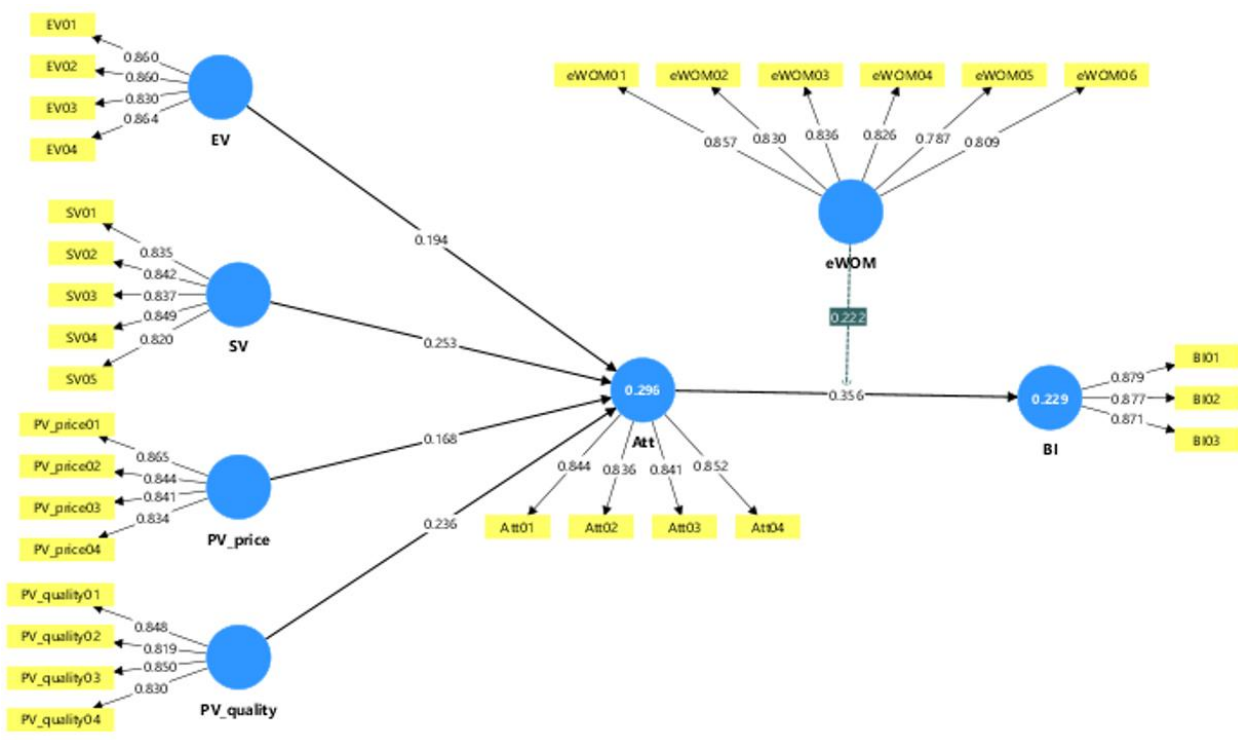 EV01
EV02
EV03
EV04
0.860
0.860
0.830
0.864
EV
SV01
SV02
SV03
SV04
SV05
0.835
0.842
0.837
0.849
0.820
SV
PV_price01
PV_price02
PV_price03
PV_price04
0.865
0.844
0.841
0.834
PV_price
PV_quality01
PV_quality02
PV_quality03
PV_quality04
0.848
0.819
0.850
0.830
PV_quality
0.194
0.253
0.168
0.236
0.296
Att
0.844
0.836
0.841
0.852
Att01
Att02
Att03
Att04
eWOM01
eWOM02
eWOM03
eWOM04
eWOM05
eWOM06
0.857
0.830
0.836
0.826
0.787
0.809
eWOM
0.222
0.356
0.229
BI
0.879
0.877
0.871
BI01
BI02
BI03